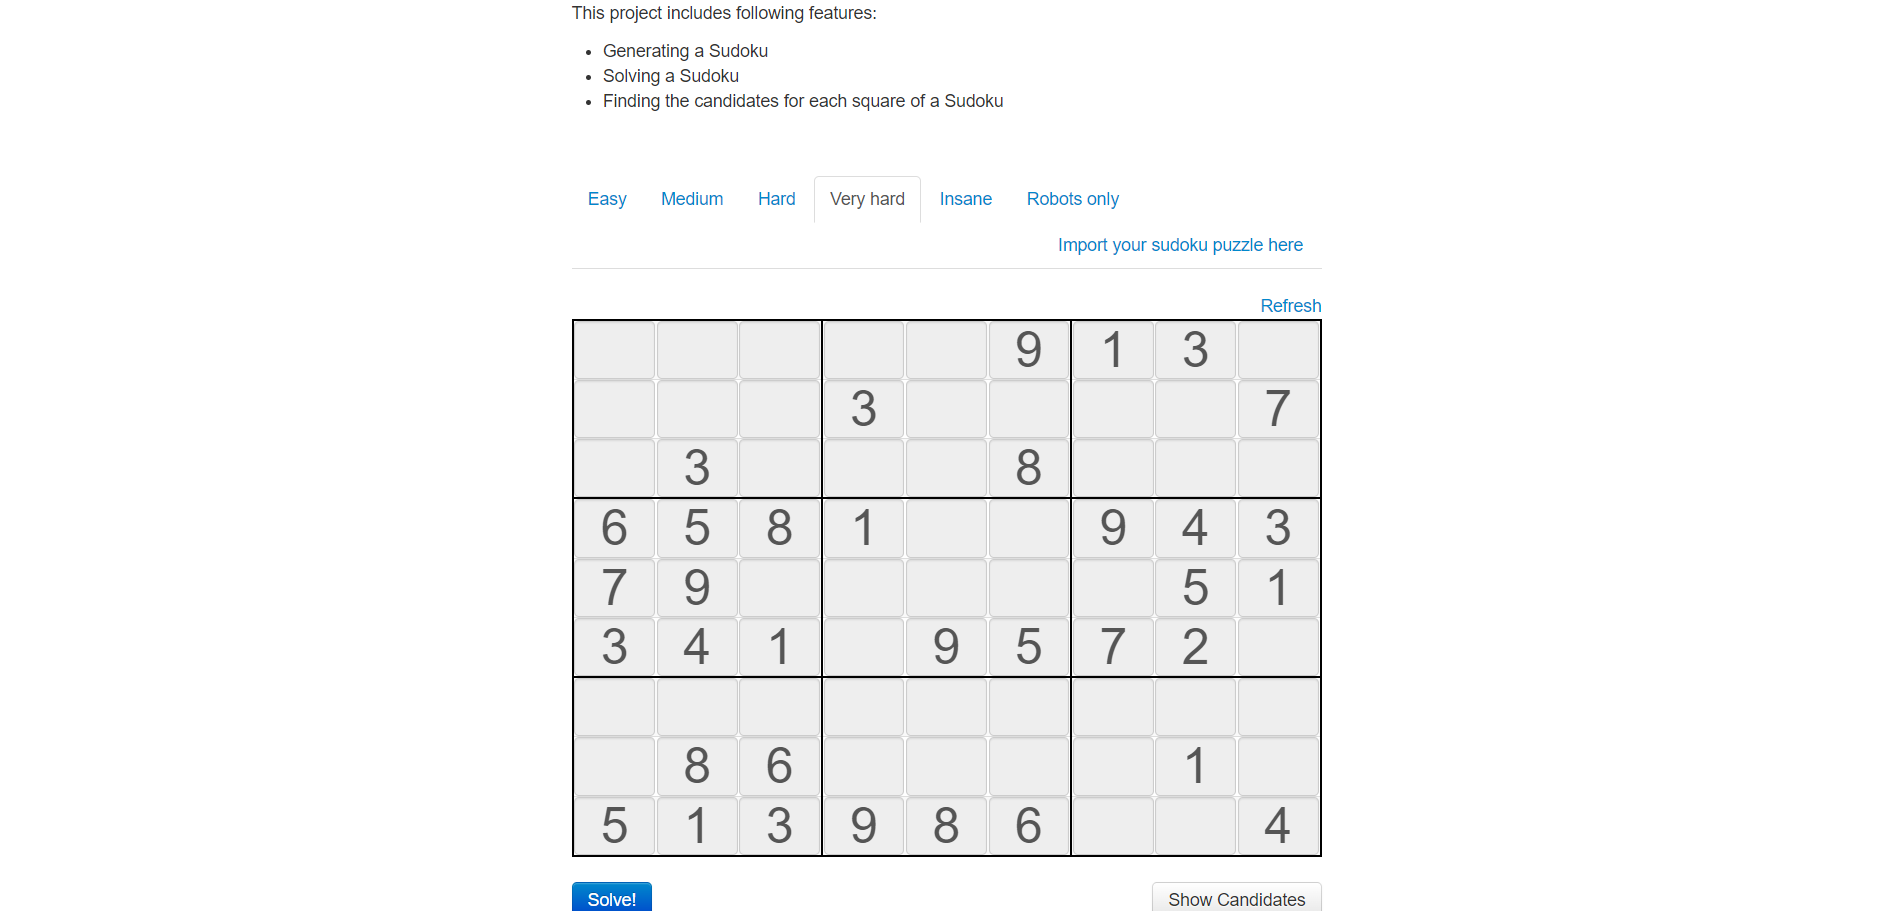 This project includes following features:
Generating a Sudoku
Solving a Sudoku
Finding the candidates for each square of a Sudoku
Easy Medium Hard Very hard Insane Robots only
Import your sudoku puzzle here
Refresh
9 1 3
3 7
3 8
6 5 8 1 9 4 3
7 9 5 1
3 4 1 9 5 7 2
8 6 1
5 1 3 9 8 6 4
Solve! Show Candidates